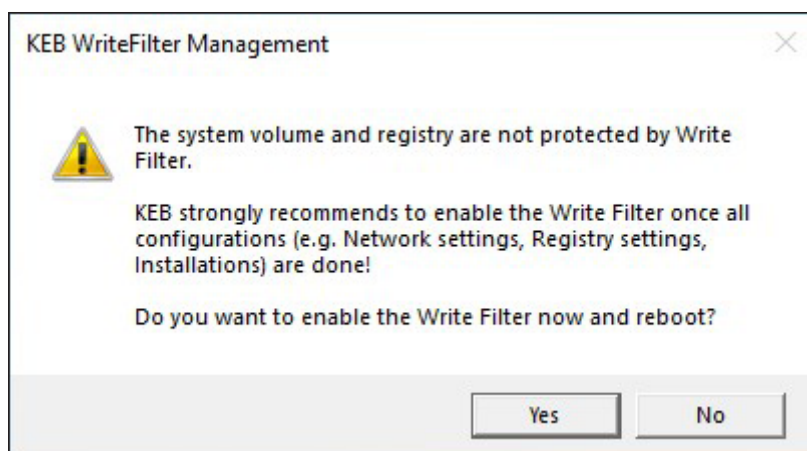 KEB WriteFilter Management
The system volume and registry are not protected by Write
Filter.
KEB strongly recommends to enable the Write Filter once all
configurations (e.g. Network settings, Registry settings,
Installations) are done!
Do you want to enable the Write Filter now and reboot?
Yes No